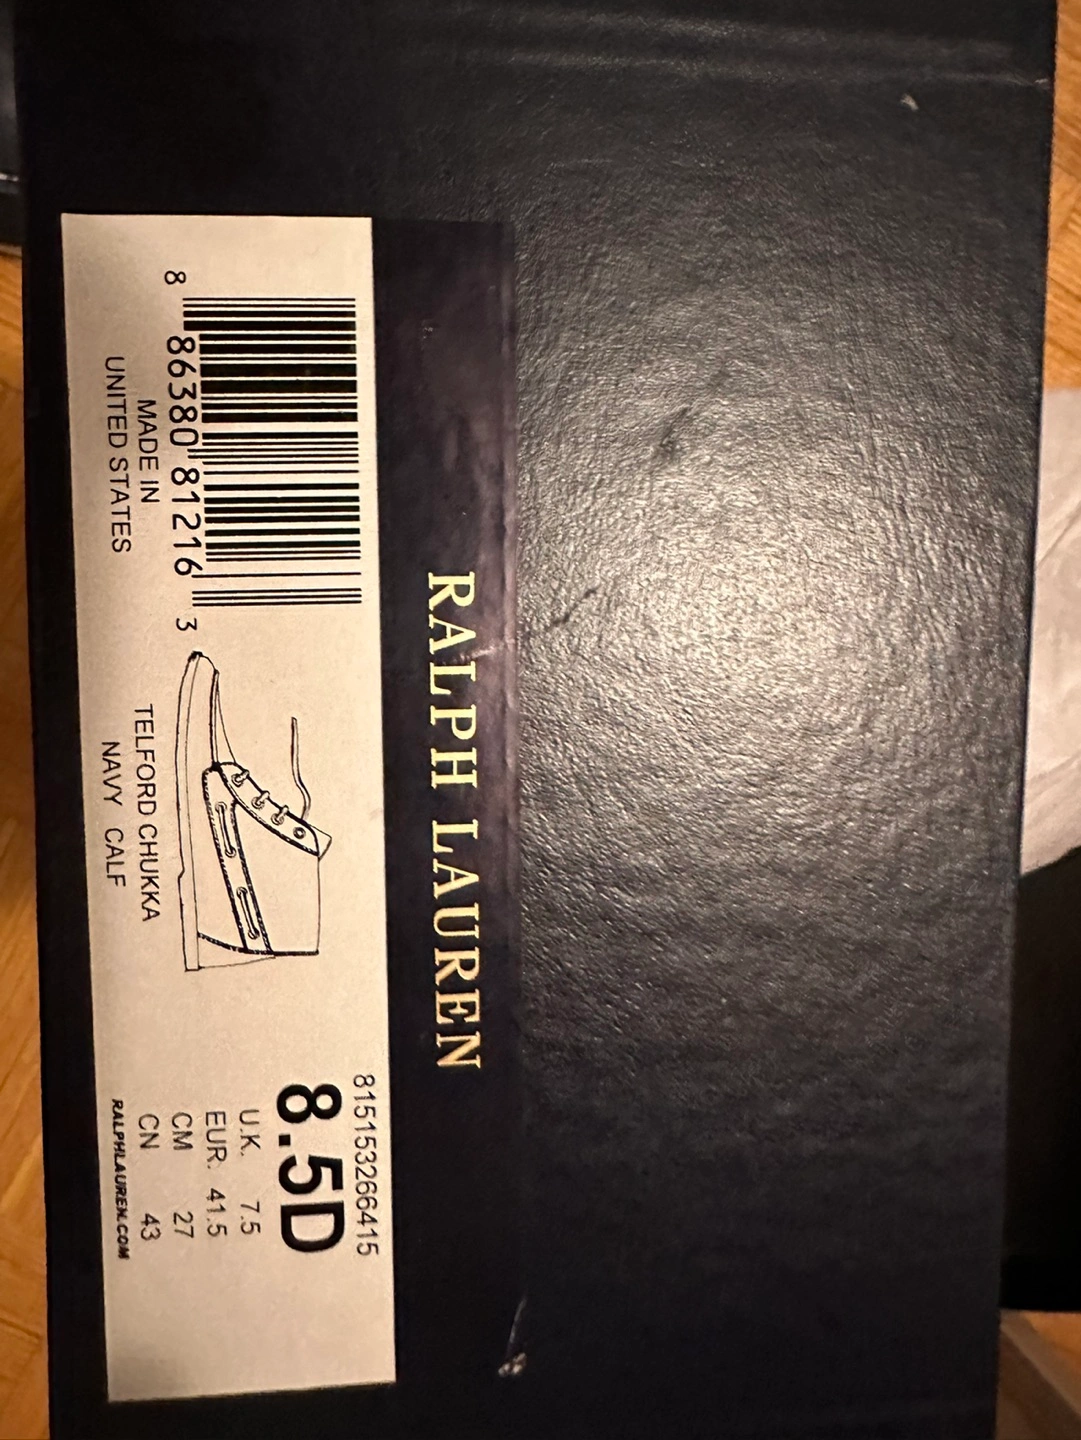 RALPH LAUREN
8 86380 81216 3
MADE IN
UNITED STATES
TELFORD CHUKKA
NAVY CALF
815153266415
8.5D
U.K. 7.5
EUR. 41.5
CM 27
CN 43
RALPHLAUREN.COM